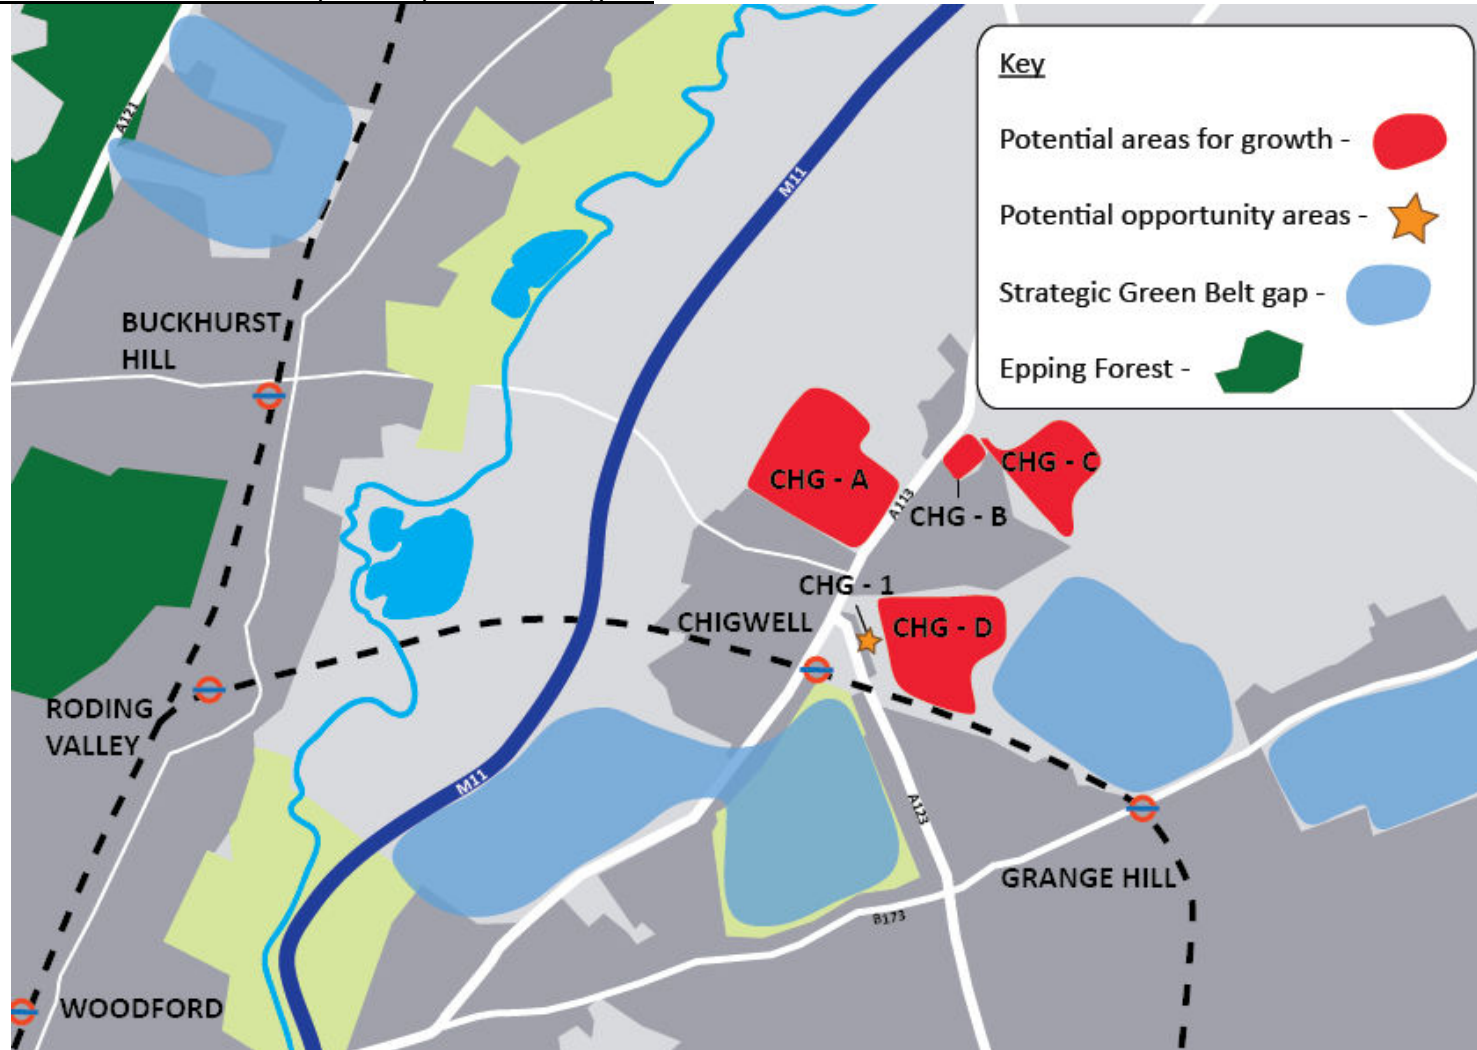 Key
Potential areas for growth -
Potential opportunity areas -
Strategic Green Belt gap -
Epping Forest -
A121
M11
BUCKHURST
HILL
CHG - A
CHG - C
A113
CHG - B
CHG - 1
CHIGWELL
CHG - D
RODING
VALLEY
M11
A123
GRANGE HILL
B173
WOODFORD